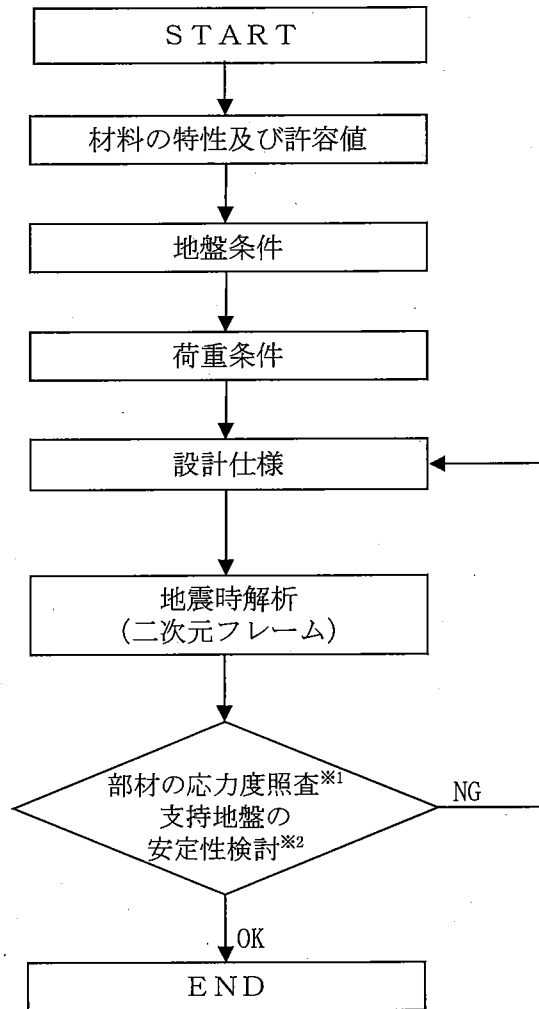 START
材料の特性及び許容値
地盤条件
荷重条件
設計仕様
地震時解析
(二次元フレーム)
部材の応力度照査※1
支持地盤の
安定性検討※2
NG
OK
END